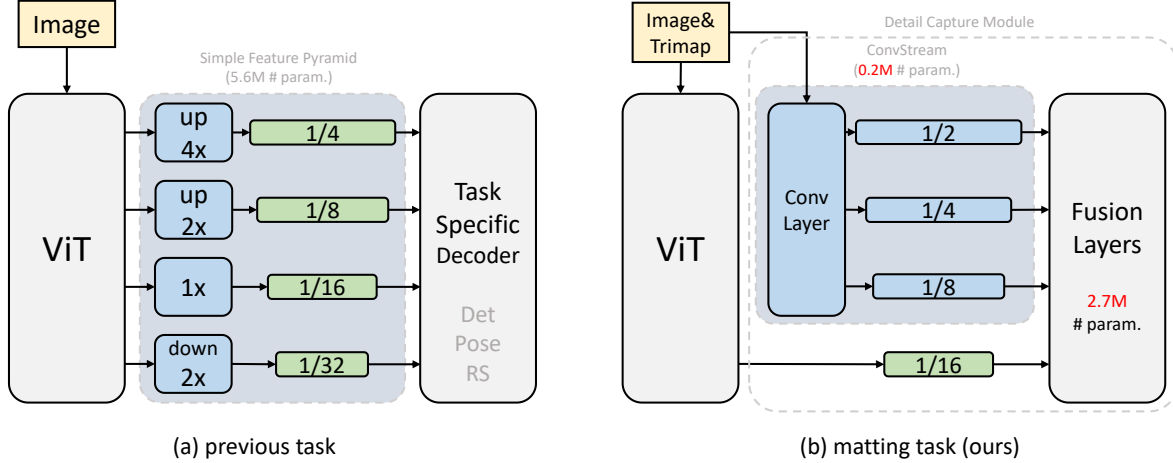 Image
Simple Feature Pyramid
(5.6M # param.)
ViT
up
4x
1/4
up
2x
1/8
1x
1/16
down
2x
1/32
Task
Specific
Decoder
Det
Pose
RS
(a) previous task
Image&
Trimap
Detail Capture Module
ConvStream
(0.2M # param.)
ViT
Conv
Layer
1/2
1/4
1/8
1/16
Fusion
Layers
2.7M
# param.
(b) matting task (ours)